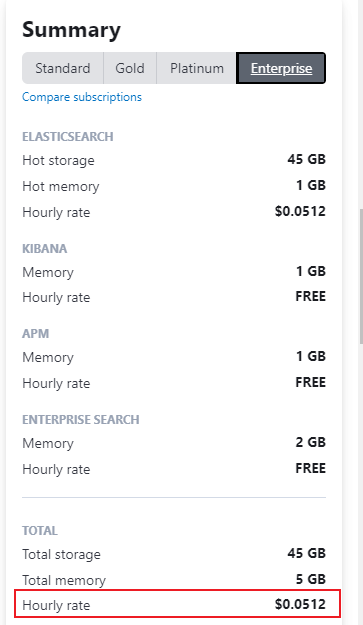 Summary
Standard Gold Platinum Enterprise
Compare subscriptions
ELASTICSEARCH
Hot storage 45 GB
Hot memory 1 GB
Hourly rate $0.0512
KIBANA
Memory 1 GB
Hourly rate FREE
APM
Memory 1 GB
Hourly rate FREE
ENTERPRISE SEARCH
Memory 2 GB
Hourly rate FREE
TOTAL
Total storage 45 GB
Total memory 5 GB
Hourly rate $0.0512